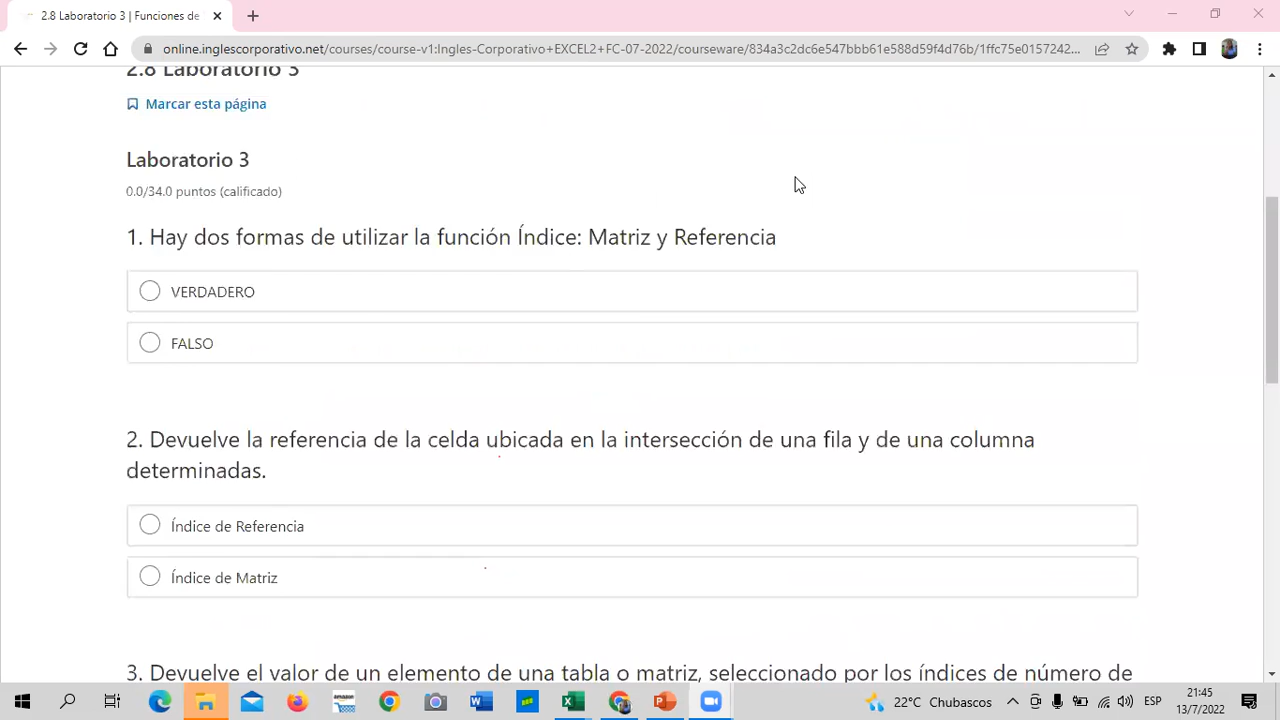 2.8 Laboratorio 3 | Funciones de
online.inglescorporativo.net/courses/course-v1:Ingles-Corporativo+EXCEL2+FC-07-2022/courseware/834a3c2dc6e547bbb61e588d59f4d76b/1ffc75e0157242...
2.8 Laboratorio 3
Marcar esta página
Laboratorio 3
0.0/34.0 puntos (calificado)
1. Hay dos formas de utilizar la función Índice: Matriz y Referencia
VERDADERO
FALSO
2. Devuelve la referencia de la celda ubicada en la intersección de una fila y de una columna
determinadas.
Índice de Referencia
Índice de Matriz
3. Devuelve el valor de un elemento de una tabla o matriz, seleccionado por los índices de número de
amazon
22°C Chubascos
ESP
21:45
13/7/2022